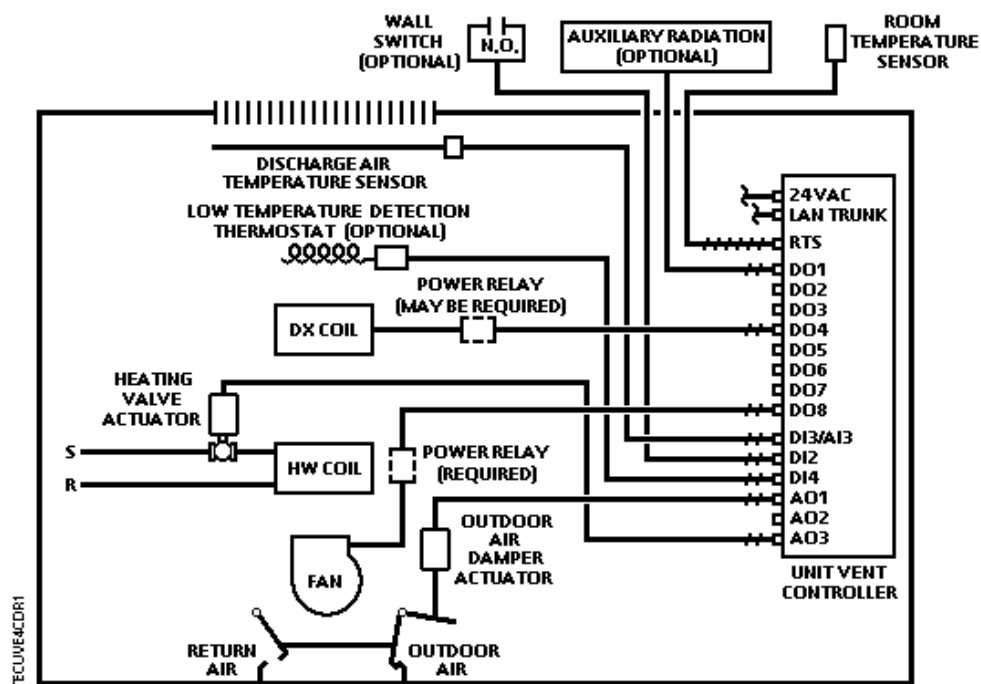 WALL
SWITCH
(OPTIONAL)
N.O.
AUXILIARY RADIATION
(OPTIONAL)
ROOM
TEMPERATURE
SENSOR
DISCHARGE AIR
TEMPERATURE SENSOR
LOW TEMPERATURE DETECTION
THERMOSTAT (OPTIONAL)
POWER RELAY
(MAY BE REQUIRED)
DX COIL
HEATING
VALVE
ACTUATOR
S
R
HW COIL
POWER RELAY
(REQUIRED)
FAN
OUTDOOR
AIR
DAMPER
ACTUATOR
RETURN
AIR
OUTDOOR
AIR
24 VAC
LAN TRUNK
RTS
DO1
DO2
DO3
DO4
DO5
DO6
DO7
DO8
DI3/AI3
DI2
DI4
AO1
AO2
AO3
UNIT VENT
CONTROLLER